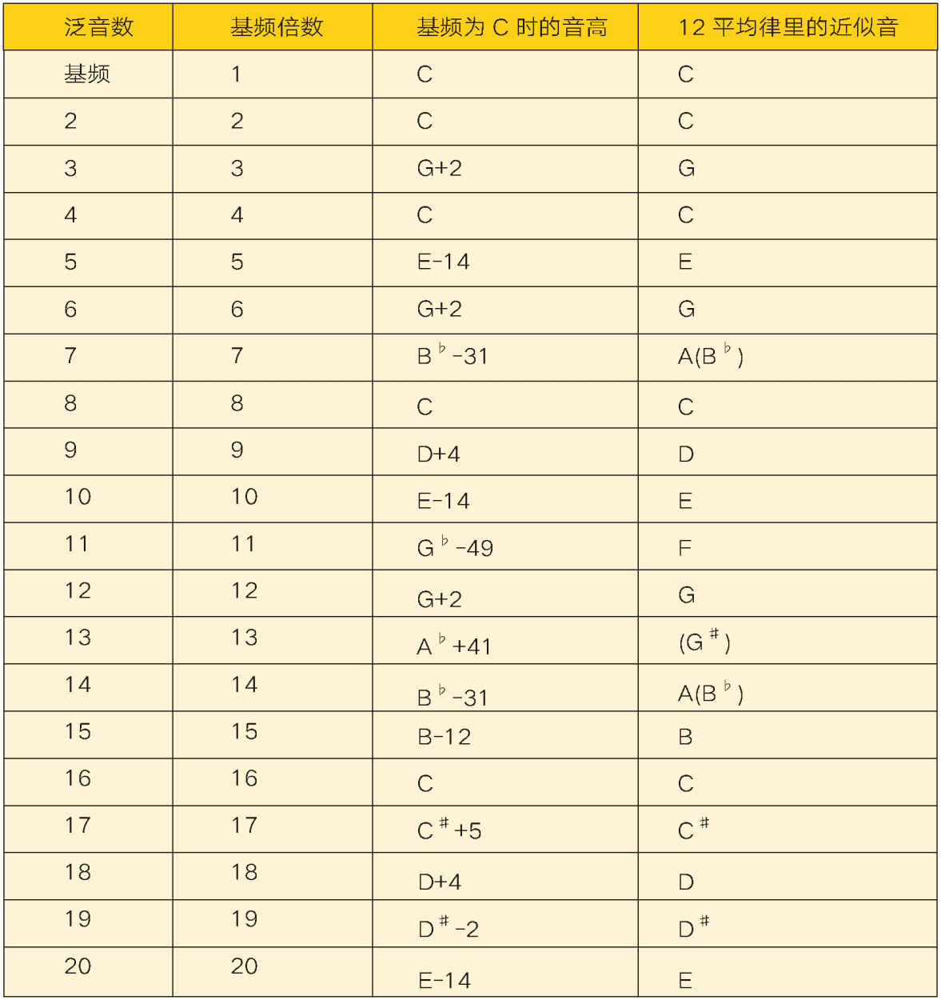 泛音数 基频倍数 基频为 C 时的音高 12 平均律里的近似音
基频 1 C C
2 2 C C
3 3 G+2 G
4 4 C C
5 5 E-14 E
6 6 G+2 G
7 7 B♭-31 A(B♭)
8 8 C C
9 9 D+4 D
10 10 E-14 E
11 11 G♭-49 F
12 12 G+2 G
13 13 A♭+41 (G♯)
14 14 B♭-31 A(B♭)
15 15 B-12 B
16 16 C C
17 17 C♯+5 C♯
18 18 D+4 D
19 19 D♯-2 D♯
20 20 E-14 E